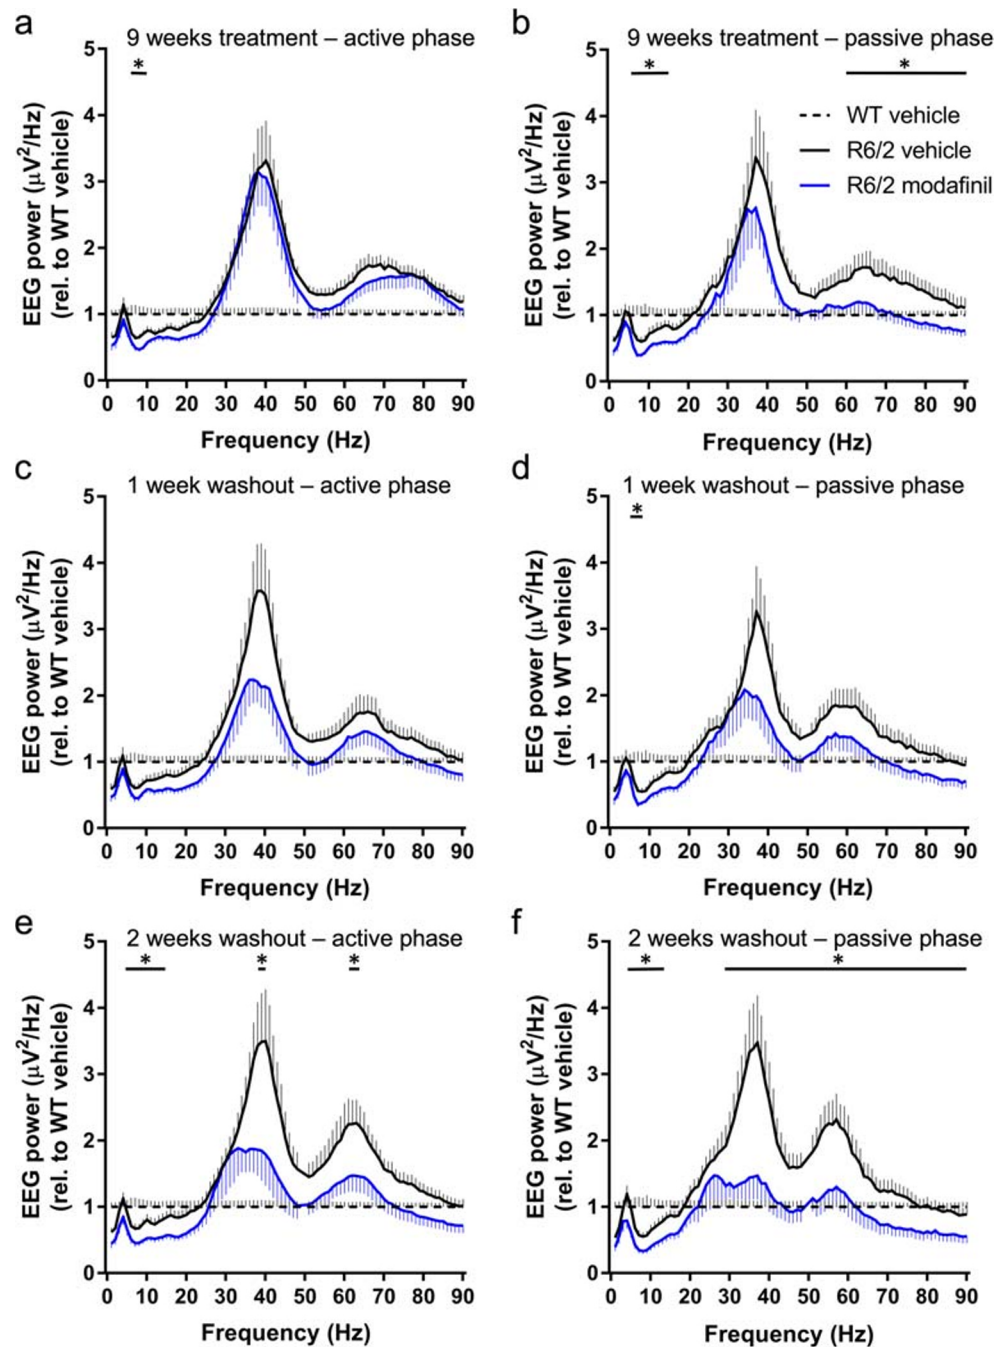 a
9 weeks treatment – active phase
*
5
4
3
2
1
0
EEG power (μV²/Hz)
(rel. to WT vehicle)
0 10 20 30 40 50 60 70 80 90
Frequency (Hz)
b
9 weeks treatment – passive phase
* *
WT vehicle
R6/2 vehicle
R6/2 modafinil
5
4
3
2
1
0
EEG power (μV²/Hz)
(rel. to WT vehicle)
0 10 20 30 40 50 60 70 80 90
Frequency (Hz)
c
1 week washout – active phase
5
4
3
2
1
0
EEG power (μV²/Hz)
(rel. to WT vehicle)
0 10 20 30 40 50 60 70 80 90
Frequency (Hz)
d
1 week washout – passive phase
*
5
4
3
2
1
0
EEG power (μV²/Hz)
(rel. to WT vehicle)
0 10 20 30 40 50 60 70 80 90
Frequency (Hz)
e
2 weeks washout – active phase
* * *
5
4
3
2
1
0
EEG power (μV²/Hz)
(rel. to WT vehicle)
0 10 20 30 40 50 60 70 80 90
Frequency (Hz)
f
2 weeks washout – passive phase
* *
5
4
3
2
1
0
EEG power (μV²/Hz)
(rel. to WT vehicle)
0 10 20 30 40 50 60 70 80 90
Frequency (Hz)